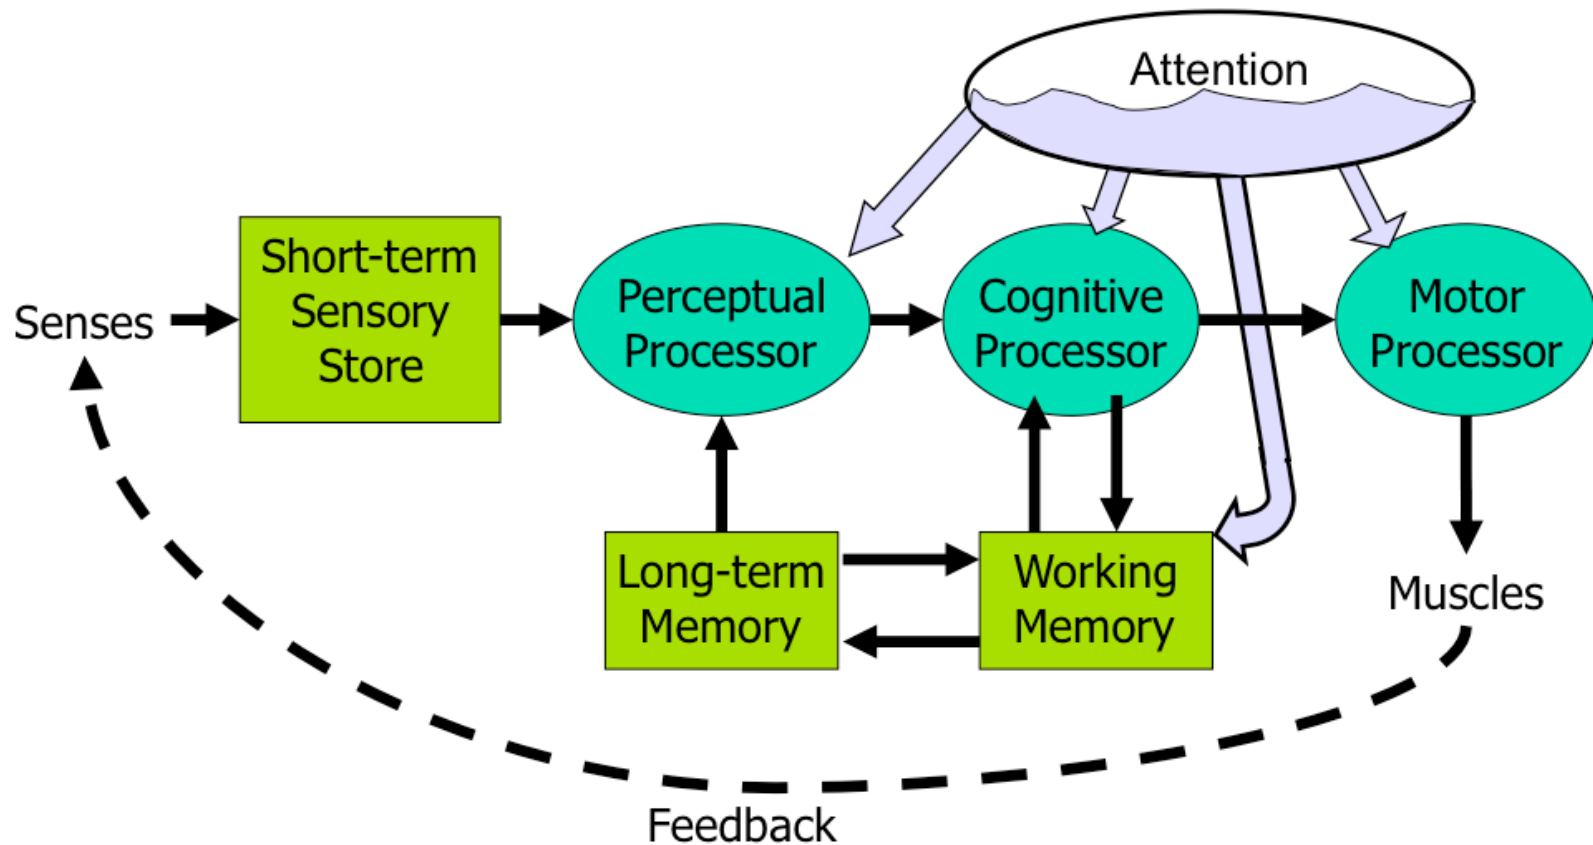 Attention
Short-term
Sensory
Store
Senses
Perceptual
Processor
Cognitive
Processor
Motor
Processor
Long-term
Memory
Working
Memory
Muscles
Feedback